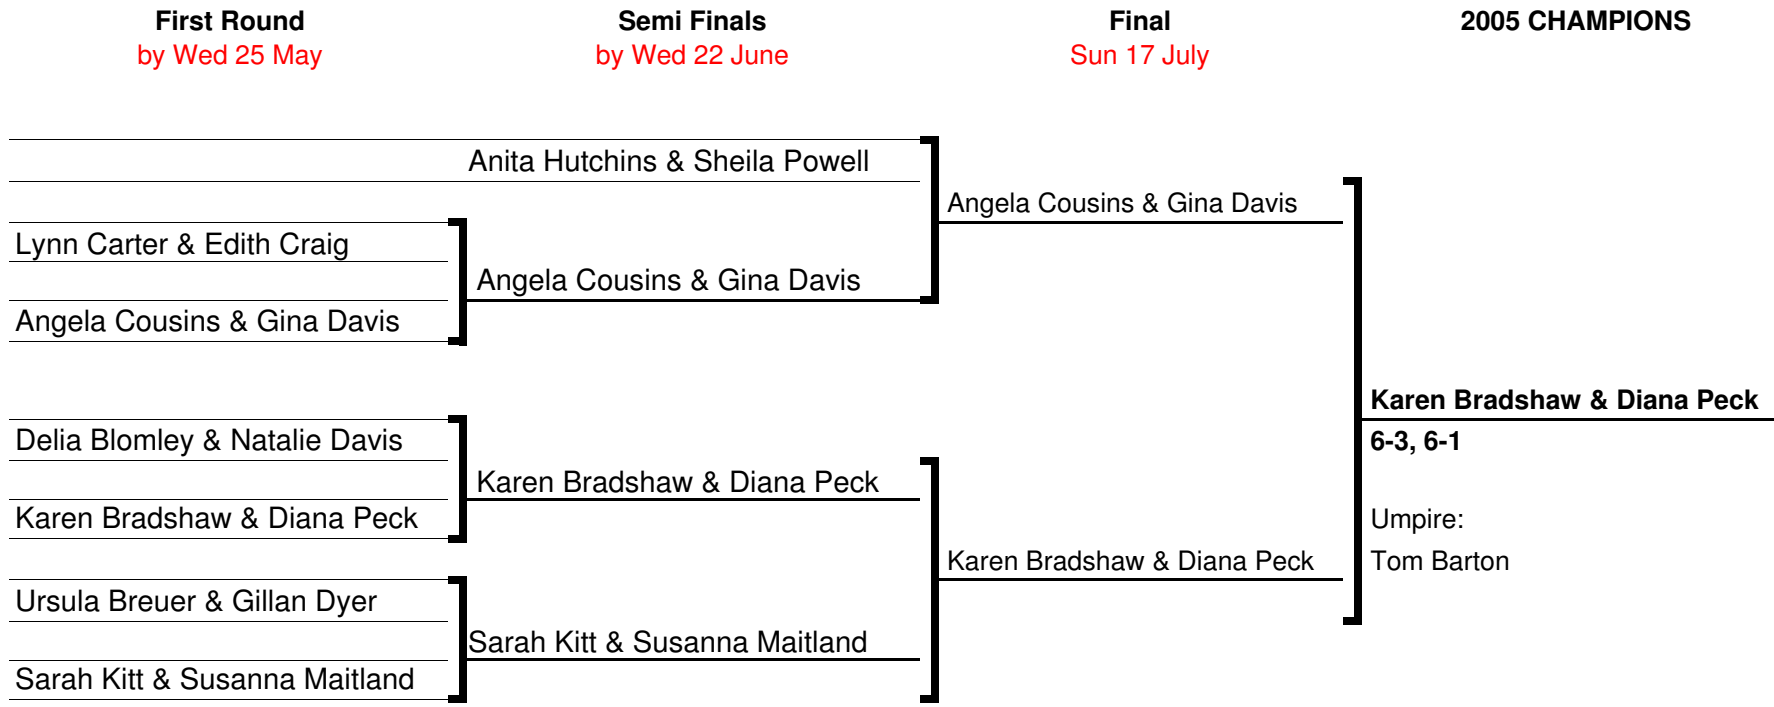 First Round
Semi Finals
Final
2005 CHAMPIONS
by Wed 25 May
by Wed 22 June
Sun 17 July
Anita Hutchins & Sheila Powell
Angela Cousins & Gina Davis
Lynn Carter & Edith Craig
Angela Cousins & Gina Davis
Angela Cousins & Gina Davis
Karen Bradshaw & Diana Peck
Delia Blomley & Natalie Davis
6-3, 6-1
Karen Bradshaw & Diana Peck
Karen Bradshaw & Diana Peck
Umpire:
Karen Bradshaw & Diana Peck
Tom Barton
Ursula Breuer & Gillan Dyer
Sarah Kitt & Susanna Maitland
Sarah Kitt & Susanna Maitland